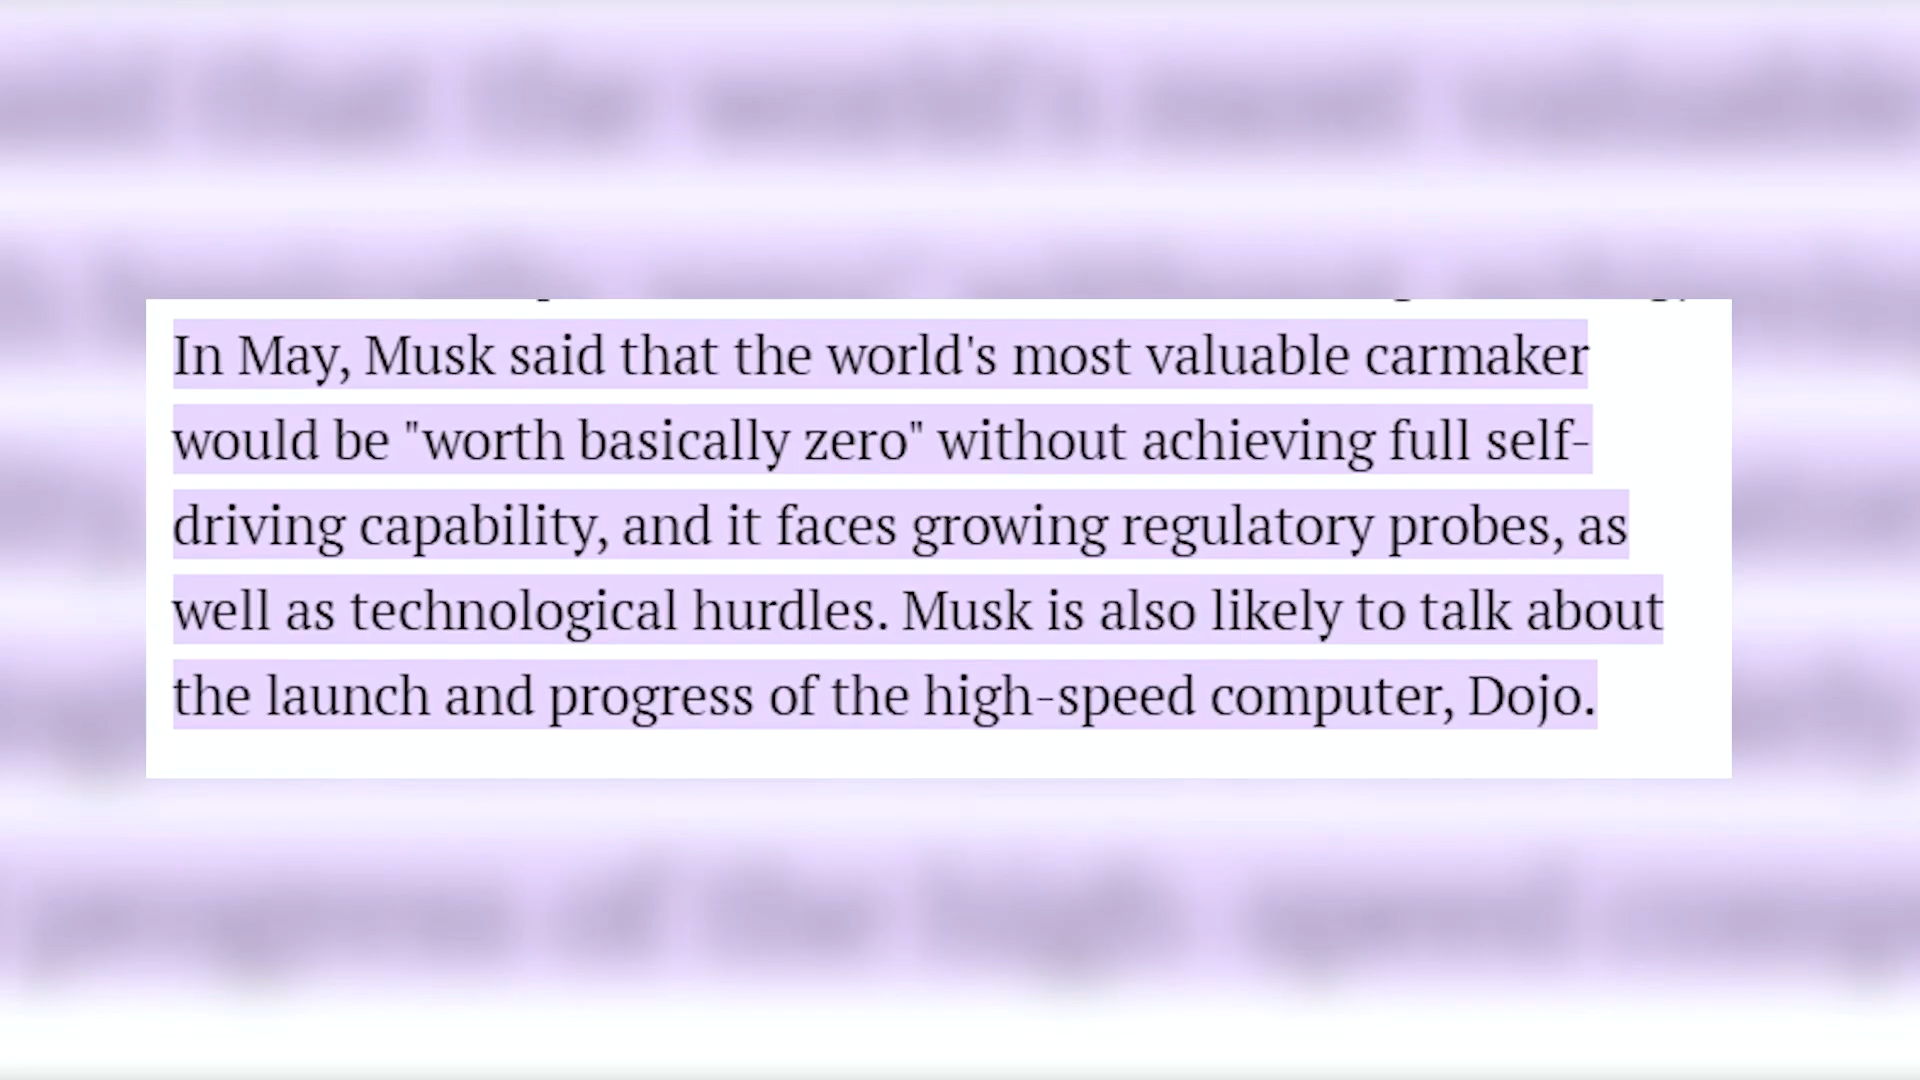 In May, Musk said that the world's most valuable carmaker
would be "worth basically zero" without achieving full self-
driving capability, and it faces growing regulatory probes, as
well as technological hurdles. Musk is also likely to talk about
the launch and progress of the high-speed computer, Dojo.